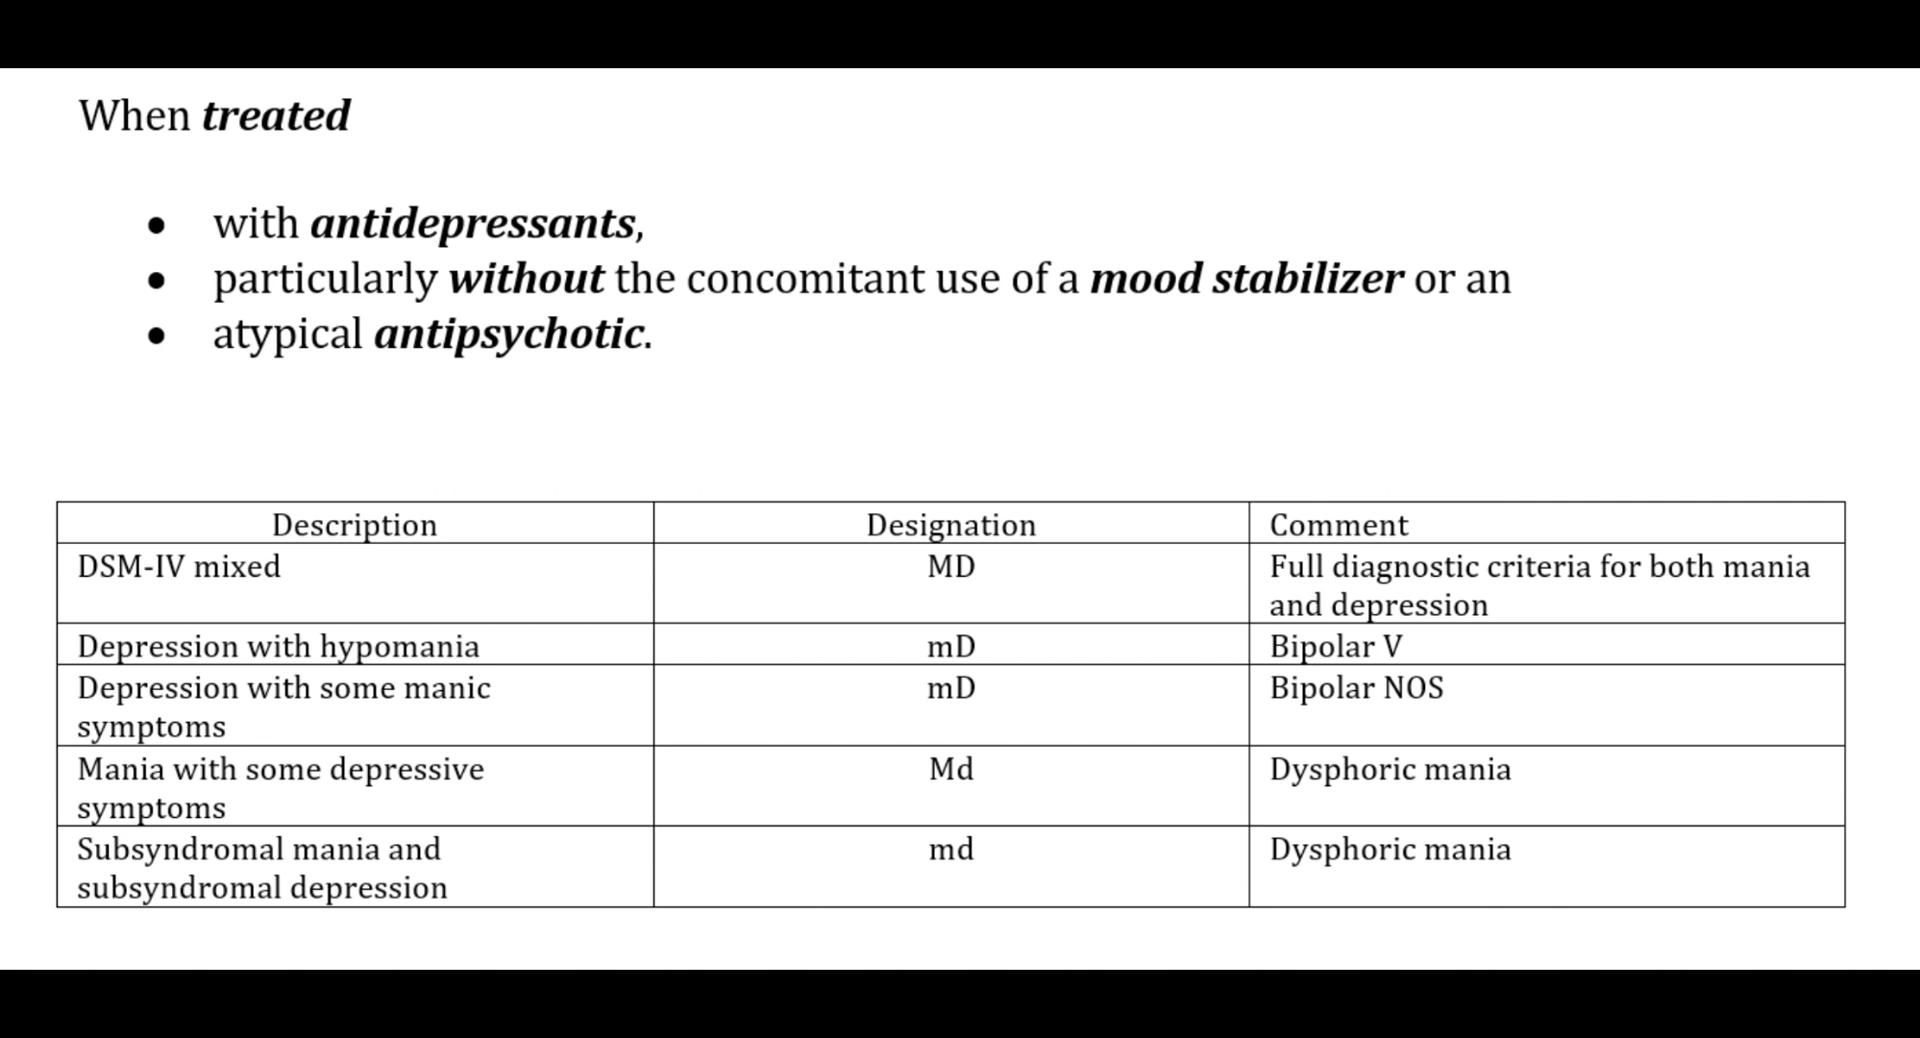 When treated
• with antidepressants,
• particularly without the concomitant use of a mood stabilizer or an
• atypical antipsychotic.
Description Designation Comment
DSM-IV mixed MD Full diagnostic criteria for both mania
and depression
Depression with hypomania mD Bipolar V
Depression with some manic mD Bipolar NOS
symptoms
Mania with some depressive Md Dysphoric mania
symptoms
Subsyndromal mania and md Dysphoric mania
subsyndromal depression